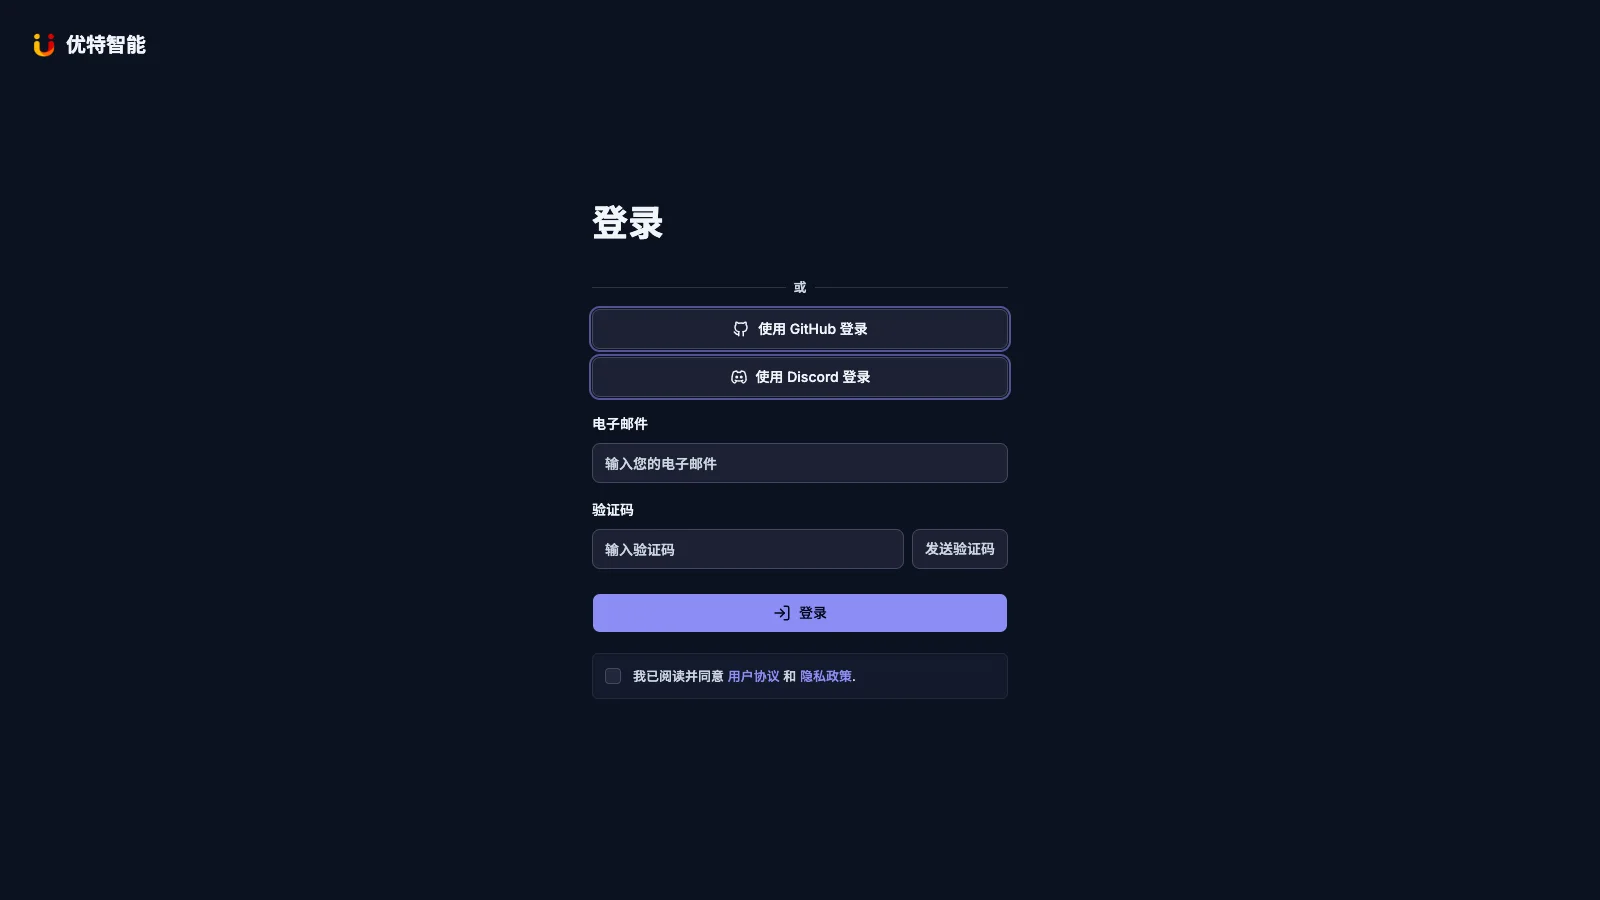 优特智能
登录
或
使用 GitHub 登录
使用 Discord 登录
电子邮件
输入您的电子邮件
验证码
输入验证码
发送验证码
登录
我已阅读并同意 用户协议 和 隐私政策.